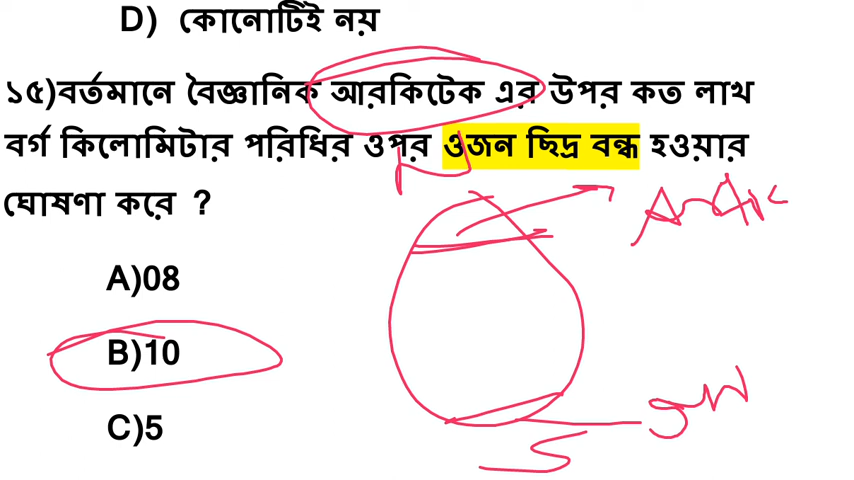 D) কোনোটিই নয়
১৫)বর্তমানে বৈজ্ঞানিক আরকিটেক এর উপর কত লাখ
বর্গ কিলোমিটার পরিধির ওপর ওজন ছিদ্র বন্ধ হওয়ার
N
ঘোষণা করে ?
A)08
B)10
C)5
S